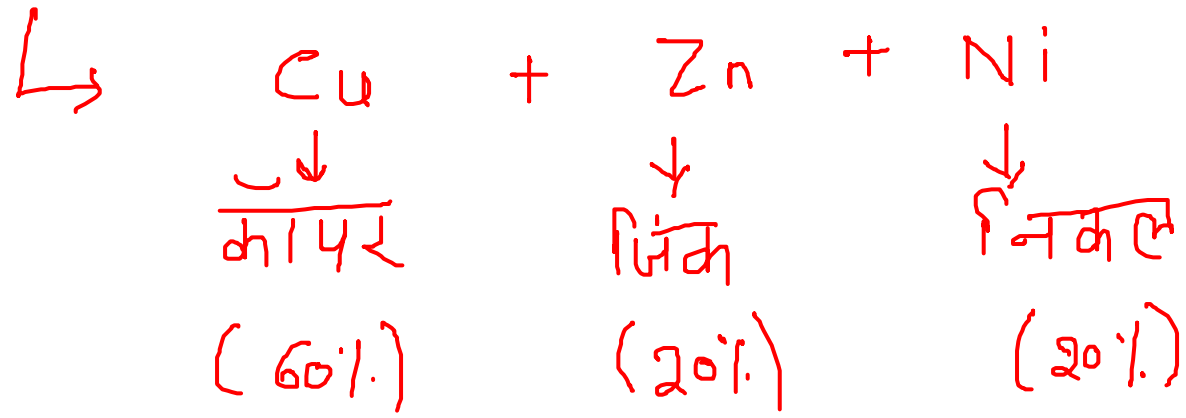 ↳ Cu + Zn + Ni
↓ ↓ ↓
कॉपर जिंक निकल
(60%) (20%) (20%)